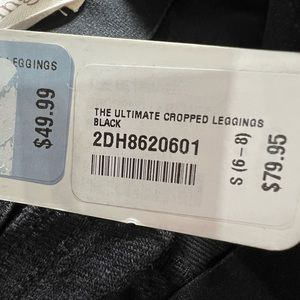 LEGGINGS
$49.99
THE ULTIMATE CROPPED LEGGINGS
BLACK
2DH8620601
S (6-8)
$79.95